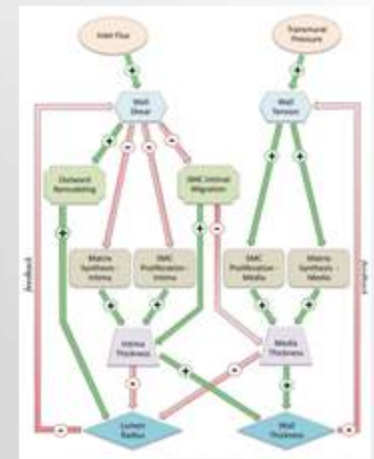 Inlet Flux
Transmural
Pressure
Wall
Shear
Wall
Tension
Outward
Remodeling
SMC Intimal
Migration
Matrix
Synthesis -
Intima
SMC
Proliferation -
Intima
SMC
Proliferation -
Media
Matrix
Synthesis -
Media
Intima
Thickness
Media
Thickness
Lumen
Radius
Wall
Thickness
feedback
feedback